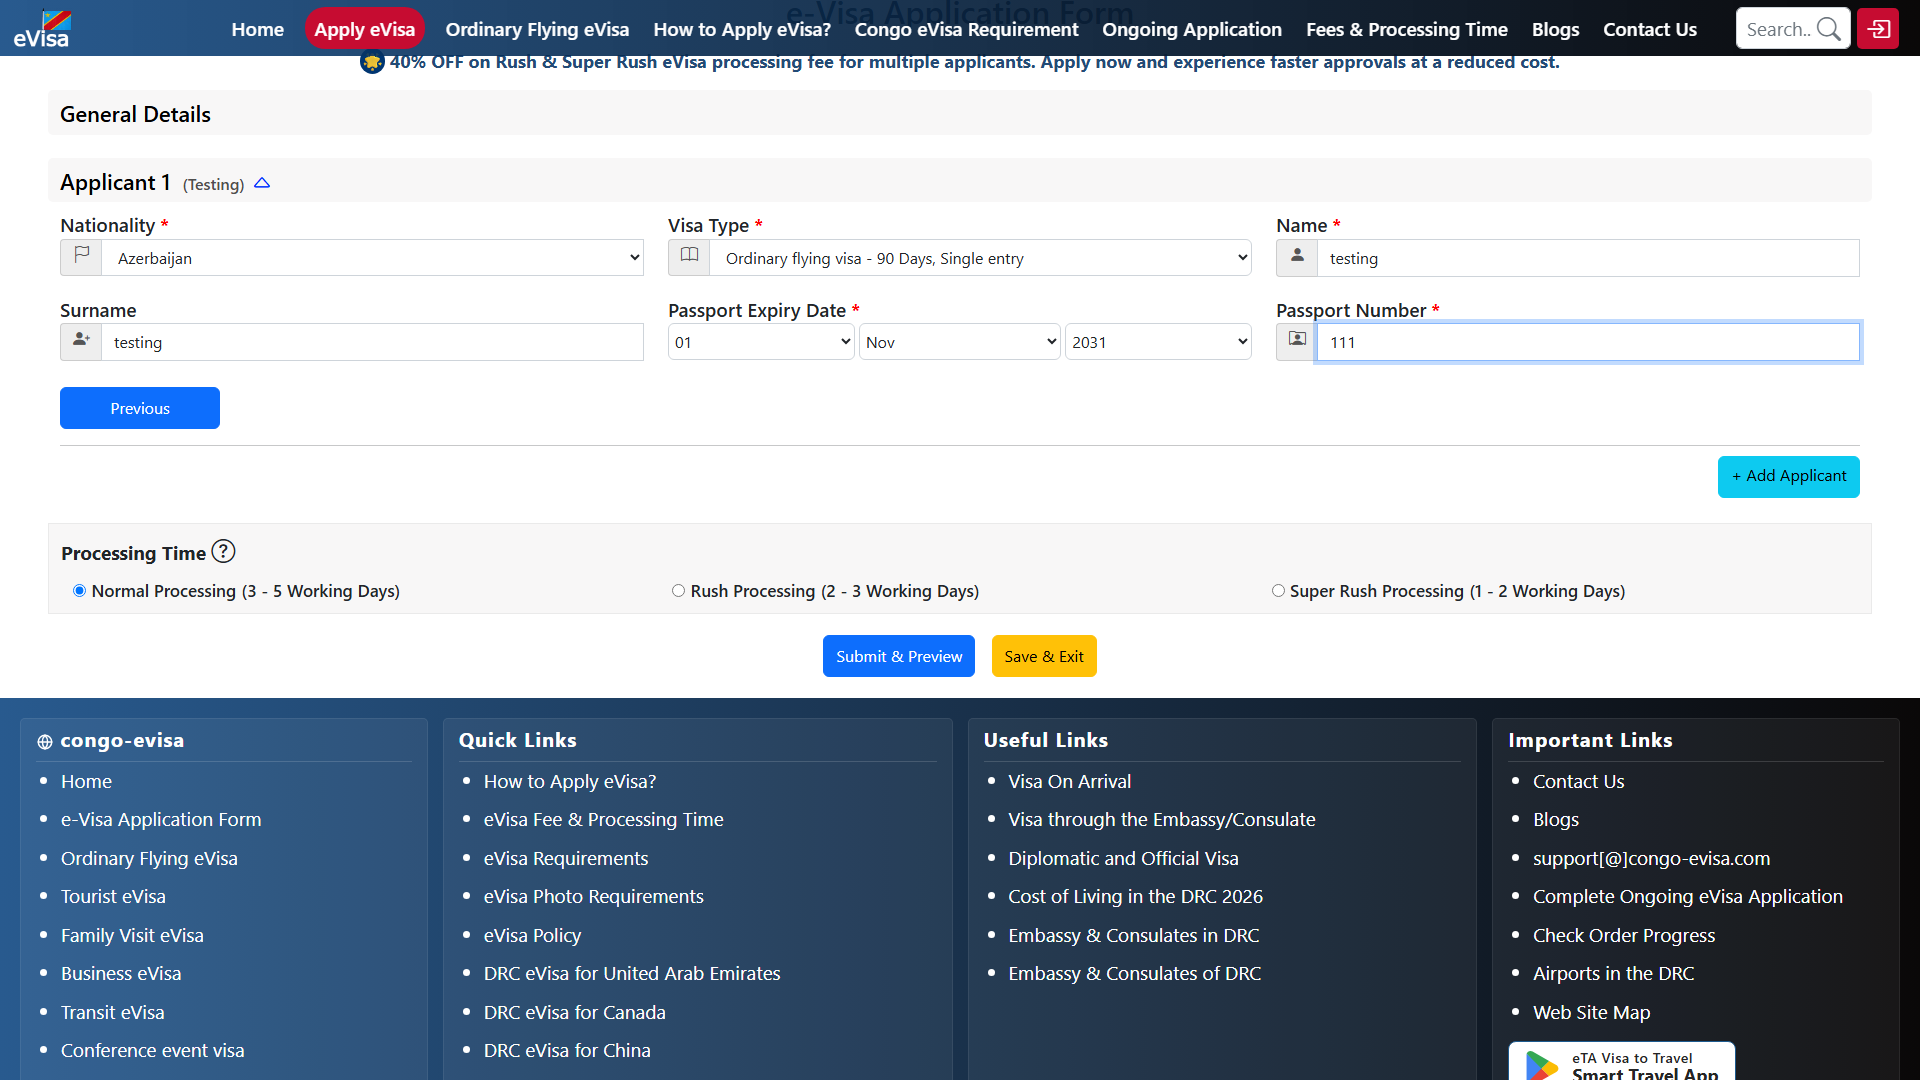 eVisa
Home
Apply eVisa
Ordinary Flying eVisa
How to Apply eVisa?
Congo eVisa Requirement
Ongoing Application
Fees & Processing Time
Blogs
Contact Us
Search..
e-Visa Application Form
40% OFF on Rush & Super Rush eVisa processing fee for multiple applicants. Apply now and experience faster approvals at a reduced cost.
General Details
Applicant 1 (Testing)
Nationality *
Azerbaijan
Visa Type *
Ordinary flying visa - 90 Days, Single entry
Name *
testing
Surname
testing
Passport Expiry Date *
01
Nov
2031
Passport Number *
111
Previous
+ Add Applicant
Processing Time ?
Normal Processing (3 - 5 Working Days)
Rush Processing (2 - 3 Working Days)
Super Rush Processing (1 - 2 Working Days)
Submit & Preview
Save & Exit
congo-evisa
Home
e-Visa Application Form
Ordinary Flying eVisa
Tourist eVisa
Family Visit eVisa
Business eVisa
Transit eVisa
Conference event visa
Quick Links
How to Apply eVisa?
eVisa Fee & Processing Time
eVisa Requirements
eVisa Photo Requirements
eVisa Policy
DRC eVisa for United Arab Emirates
DRC eVisa for Canada
DRC eVisa for China
Useful Links
Visa On Arrival
Visa through the Embassy/Consulate
Diplomatic and Official Visa
Cost of Living in the DRC 2026
Embassy & Consulates in DRC
Embassy & Consulates of DRC
Important Links
Contact Us
Blogs
support[@]congo-evisa.com
Complete Ongoing eVisa Application
Check Order Progress
Airports in the DRC
Web Site Map
eTA Visa to Travel
Smart Travel App